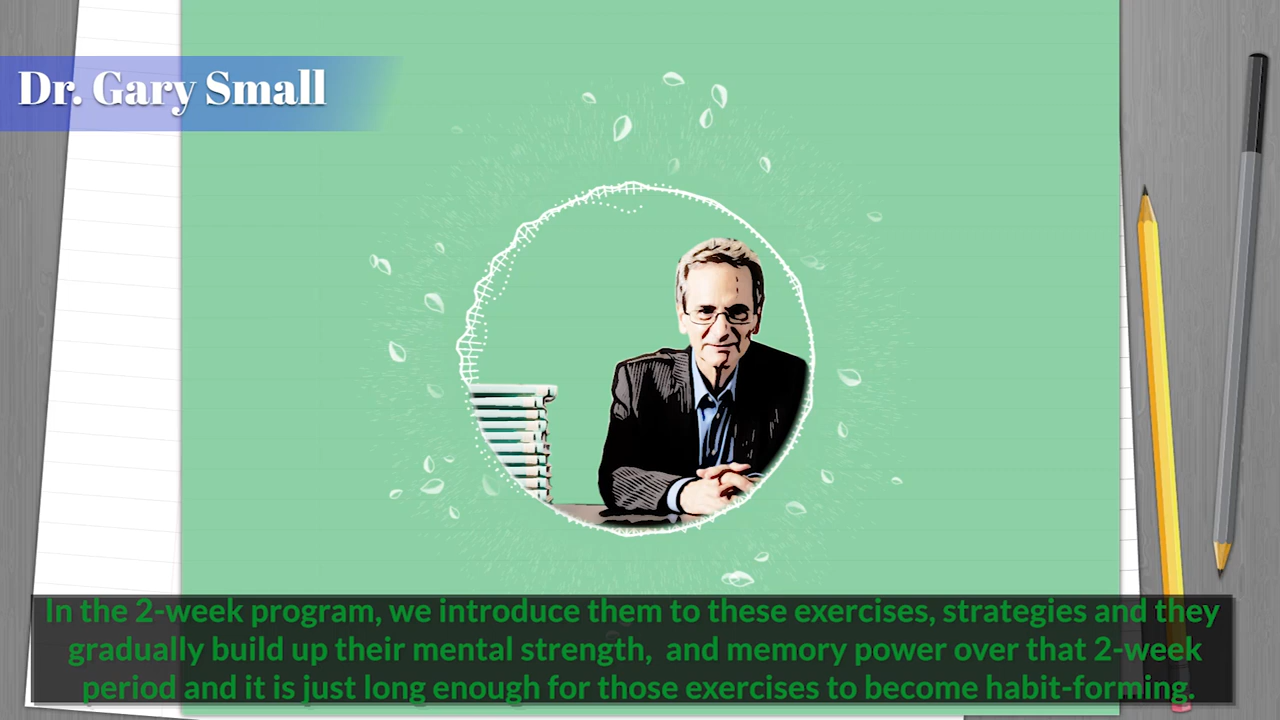 Dr. Gary Small
In the 2-week program, we introduce them to these exercises, strategies and they
gradually build up their mental strength,  and memory power over that 2-week
period and it is just long enough for those exercises to become habit-forming.